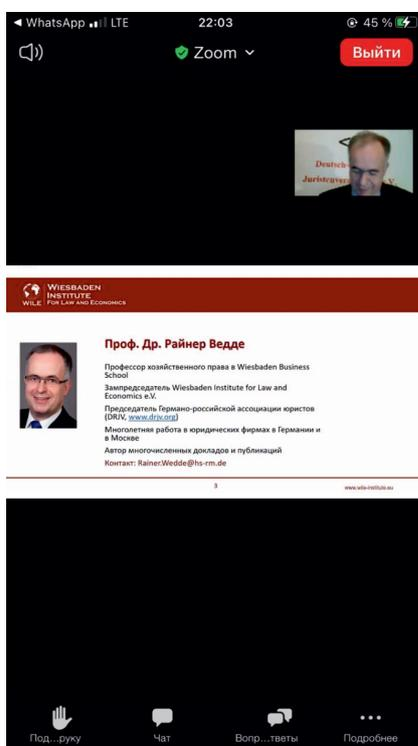 ◄ WhatsApp LTE 22:03 45 %
Zoom Выйти
Deutsch-
Juristenver V.
WILE WIESBADEN
INSTITUTE
FOR LAW AND ECONOMICS
Проф. Др. Райнер Ведде
Профессор хозяйственного права в Wiesbaden Business
School
Зампредседатель Wiesbaden Institute for Law and
Economics e.V.
Председатель Германо-российской ассоциации юристов
(DRJV, www.drjv.org)
Многолетняя работа в юридических фирмах в Германии и
в Москве
Автор многочисленных докладов и публикаций
Контакт: Rainer.Wedde@hs-rm.de
3 www.wile-institute.eu
Под...руку Чат Вопр...тветы Подробнее